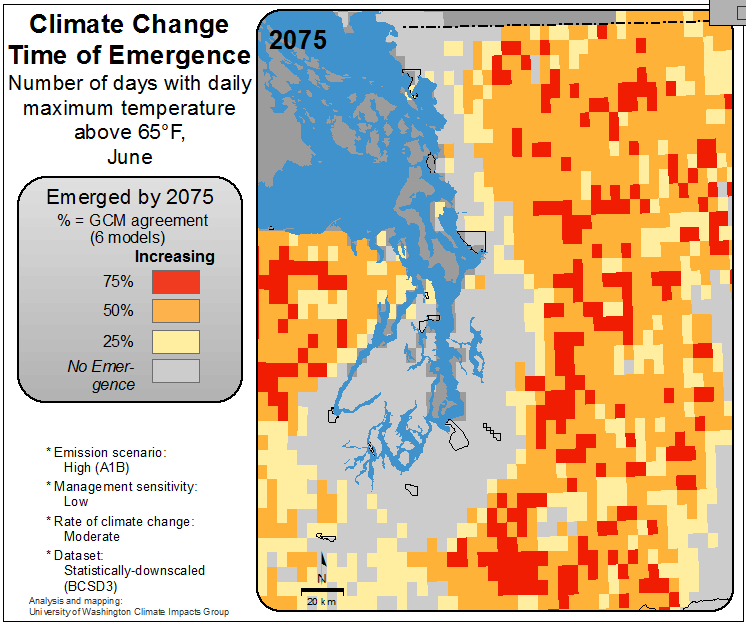 Climate Change
Time of Emergence
Number of days with daily
maximum temperature
above 65°F,
June
Emerged by 2075
% = GCM agreement
(6 models)
Increasing
75%
50%
25%
No Emer-
gence
* Emission scenario:
High (A1B)
* Management sensitivity:
Low
* Rate of climate change:
Moderate
* Dataset:
Statistically-downscaled
(BCSD3)
Analysis and mapping:
University of Washington Climate Impacts Group
2075
N
20 km